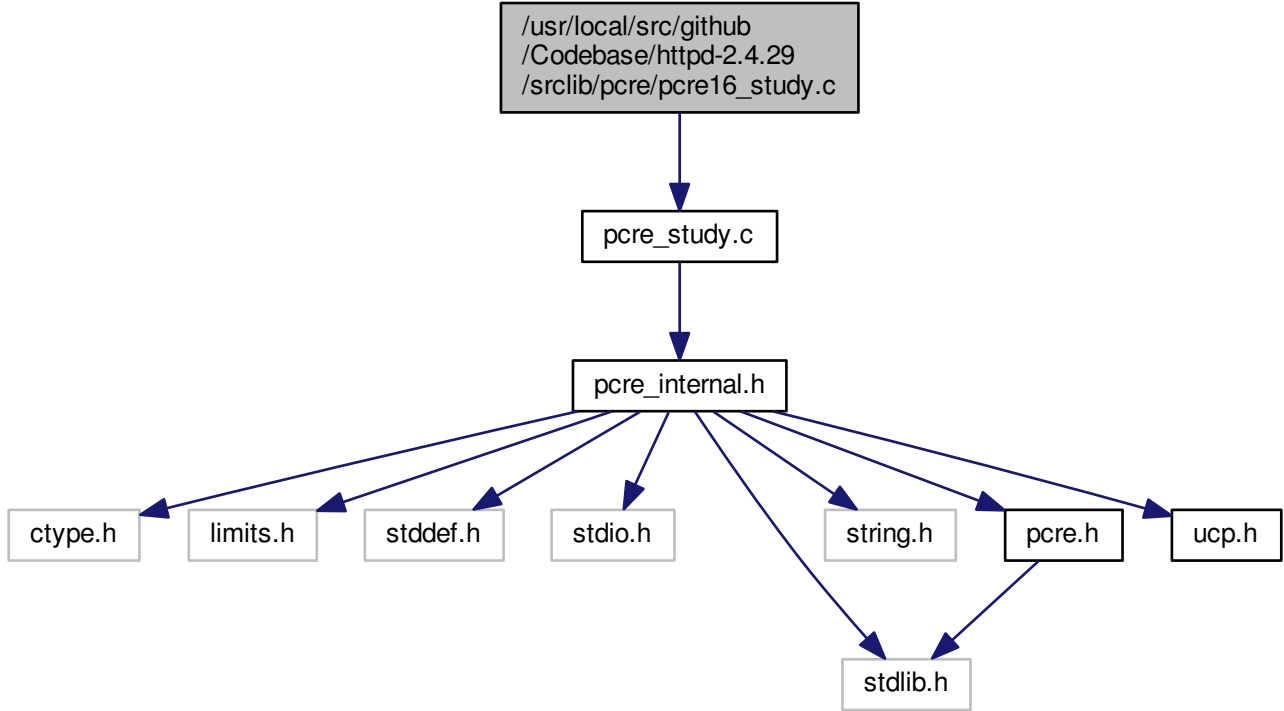 /usr/local/src/github
/Codebase/httpd-2.4.29
/srclib/pcre/pcre16_study.c
pcre_study.c
pcre_internal.h
ctype.h
limits.h
stddef.h
stdio.h
string.h
pcre.h
ucp.h
stdlib.h